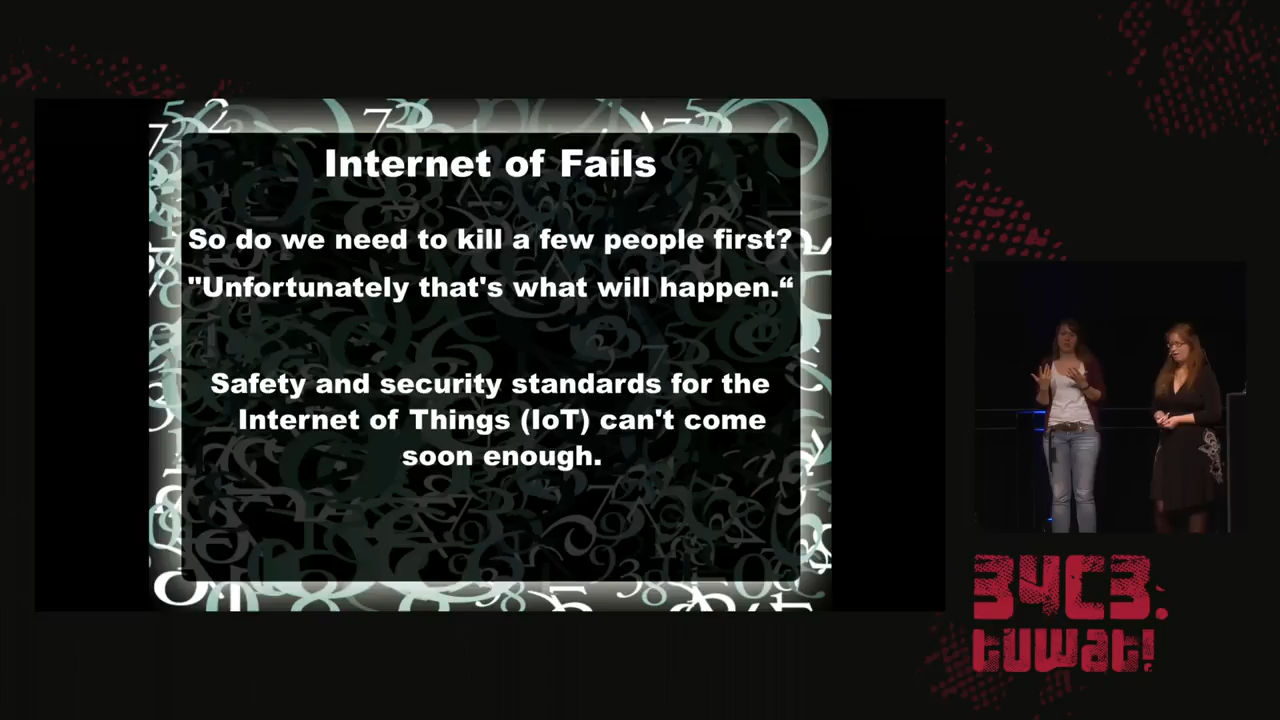 Internet of Fails
So do we need to kill a few people first?
"Unfortunately that's what will happen.“
Safety and security standards for the
Internet of Things (IoT) can't come
soon enough.
34C3.
tuwat!